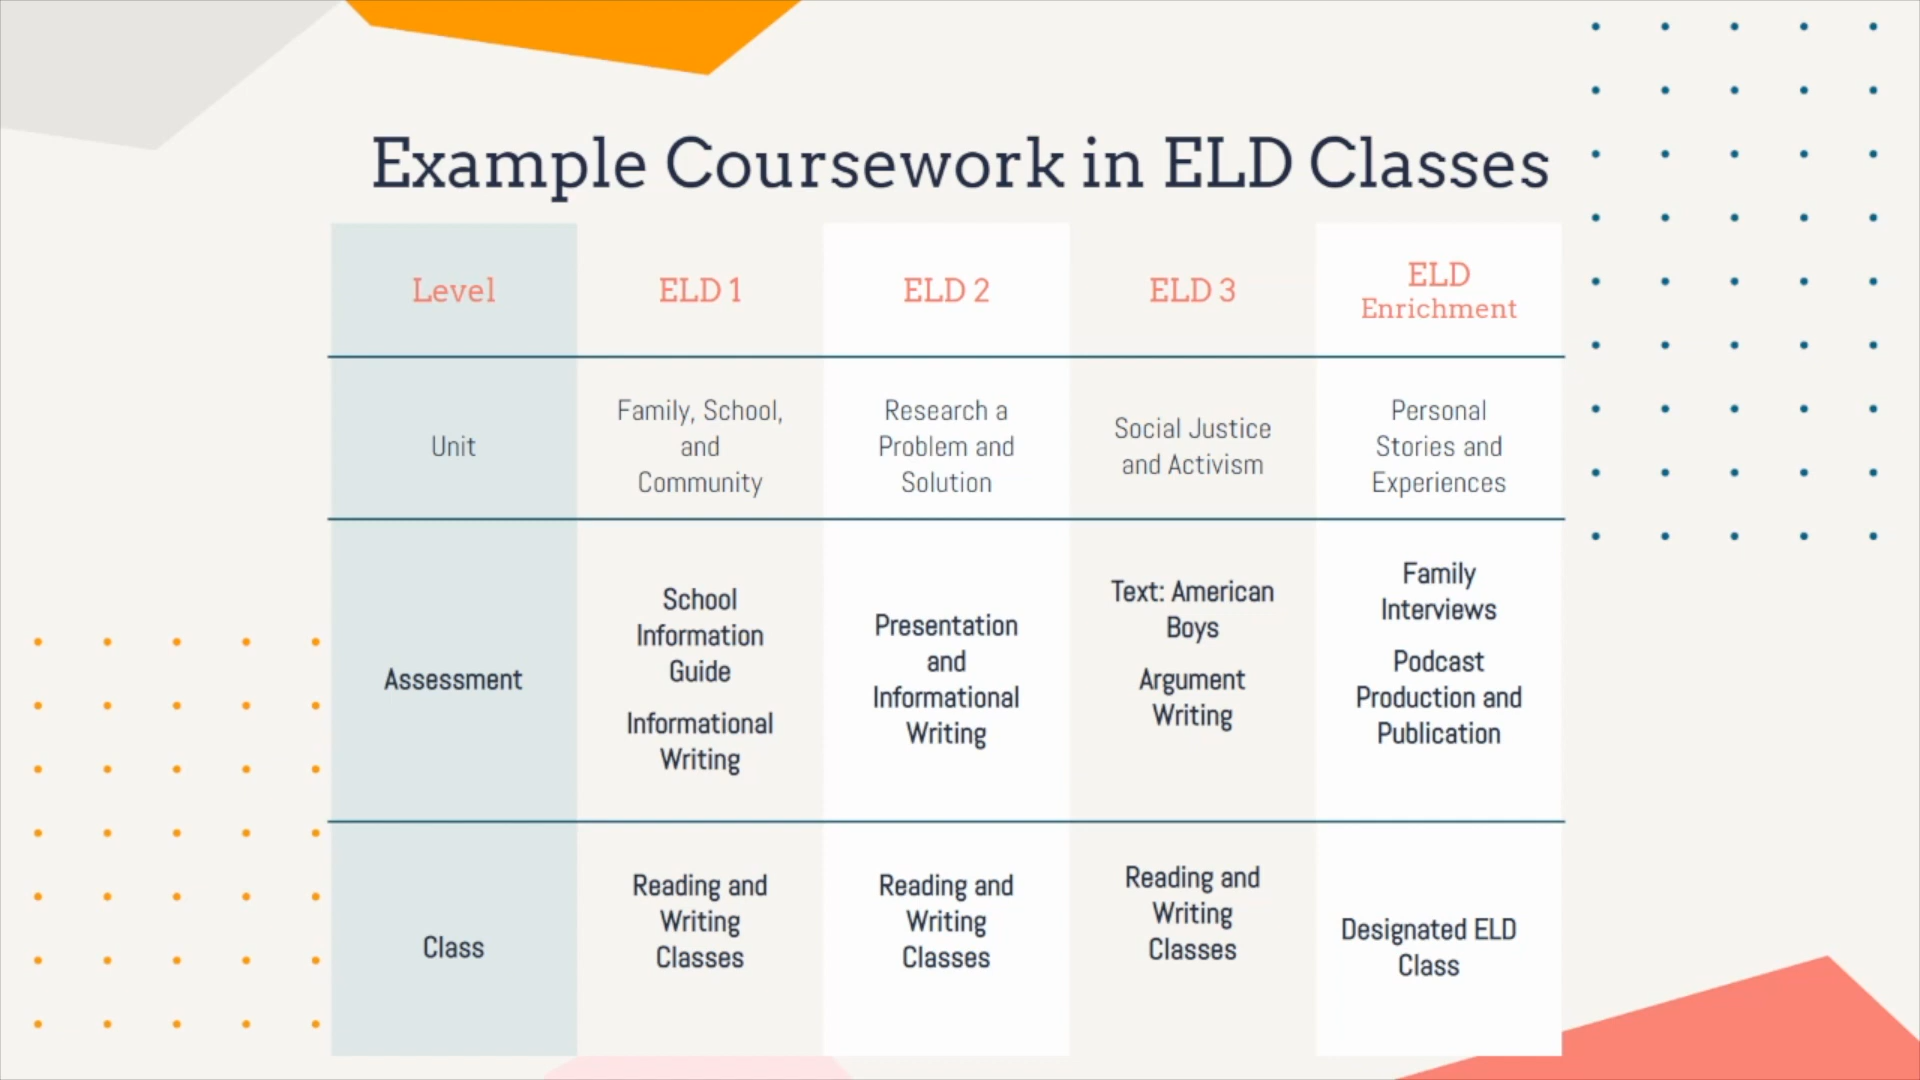 Example Coursework in ELD Classes
Level
ELD 1
ELD 2
ELD 3
ELD
Enrichment
Unit
Family, School,
and
Community
Research a
Problem and
Solution
Social Justice
and Activism
Personal
Stories and
Experiences
Assessment
School
Information
Guide
Informational
Writing
Presentation
and
Informational
Writing
Text: American
Boys
Argument
Writing
Family
Interviews
Podcast
Production and
Publication
Class
Reading and
Writing
Classes
Reading and
Writing
Classes
Reading and
Writing
Classes
Designated ELD
Class